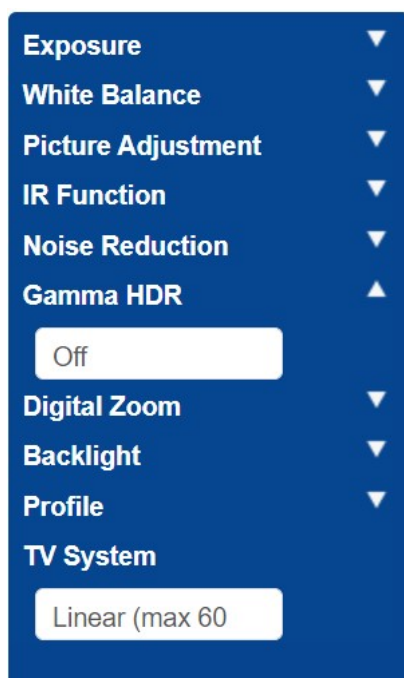 Exposure
White Balance
Picture Adjustment
IR Function
Noise Reduction
Gamma HDR
Off
Digital Zoom
Backlight
Profile
TV System
Linear (max 60